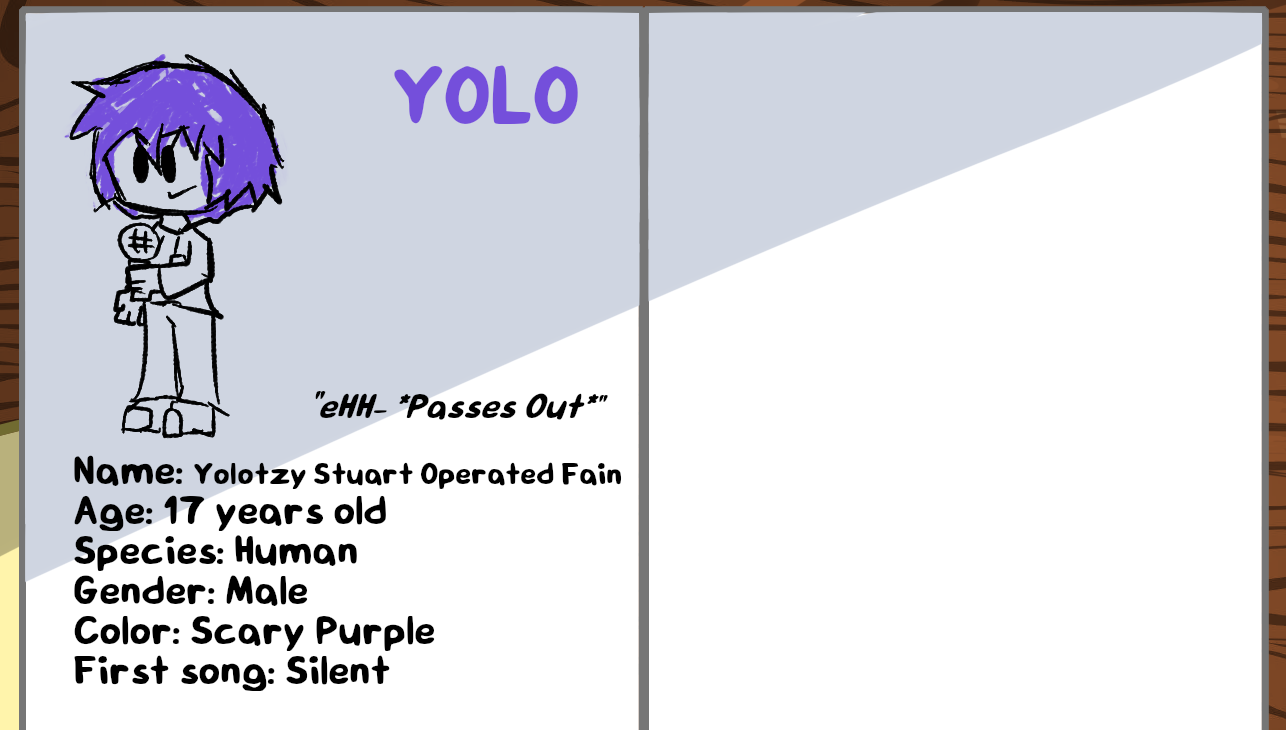 YOLO
#
"eHH- *Passes Out*"
Name: Yolotzy Stuart Operated Fain
Age: 17 years old
Species: Human
Gender: Male
Color: Scary Purple
First song: Silent